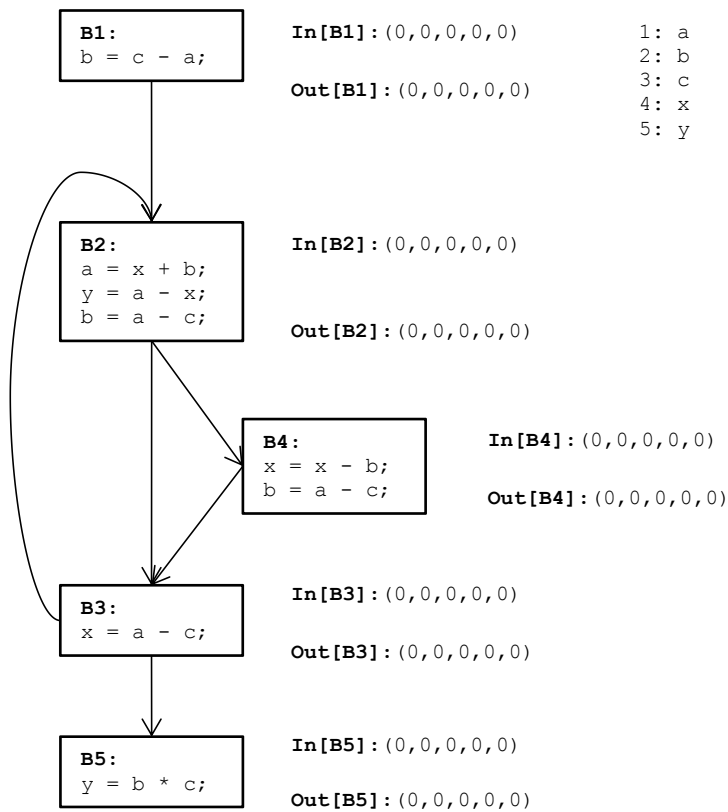 B1:
b = c - a;
In[B1]:(0,0,0,0,0)
Out[B1]:(0,0,0,0,0)
1: a
2: b
3: c
4: x
5: y
B2:
a = x + b;
y = a - x;
b = a - c;
In[B2]:(0,0,0,0,0)
Out[B2]:(0,0,0,0,0)
B4:
x = x - b;
b = a - c;
In[B4]:(0,0,0,0,0)
Out[B4]:(0,0,0,0,0)
B3:
x = a - c;
In[B3]:(0,0,0,0,0)
Out[B3]:(0,0,0,0,0)
B5:
y = b * c;
In[B5]:(0,0,0,0,0)
Out[B5]:(0,0,0,0,0)